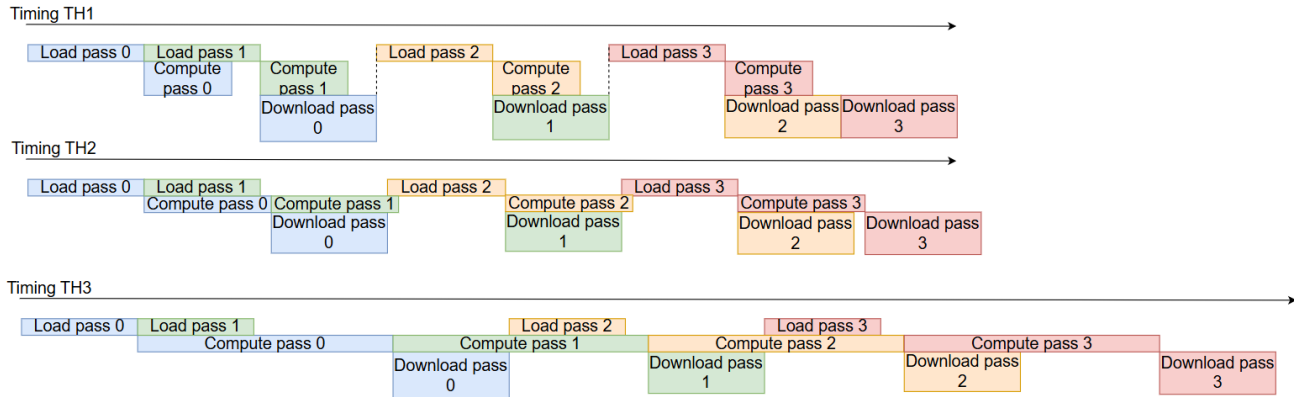 Timing TH1
Load pass 0
Load pass 1
Load pass 2
Load pass 3
Compute
pass 0
Compute
pass 1
Compute
pass 2
Compute
pass 3
Download pass
0
Download pass
1
Download pass
2
Download pass
3
Timing TH2
Load pass 0
Load pass 1
Load pass 2
Load pass 3
Compute pass 0
Compute pass 1
Compute pass 2
Compute pass 3
Download pass
0
Download pass
1
Download pass
2
Download pass
3
Timing TH3
Load pass 0
Load pass 1
Load pass 2
Load pass 3
Compute pass 0
Compute pass 1
Compute pass 2
Compute pass 3
Download pass
0
Download pass
1
Download pass
2
Download pass
3